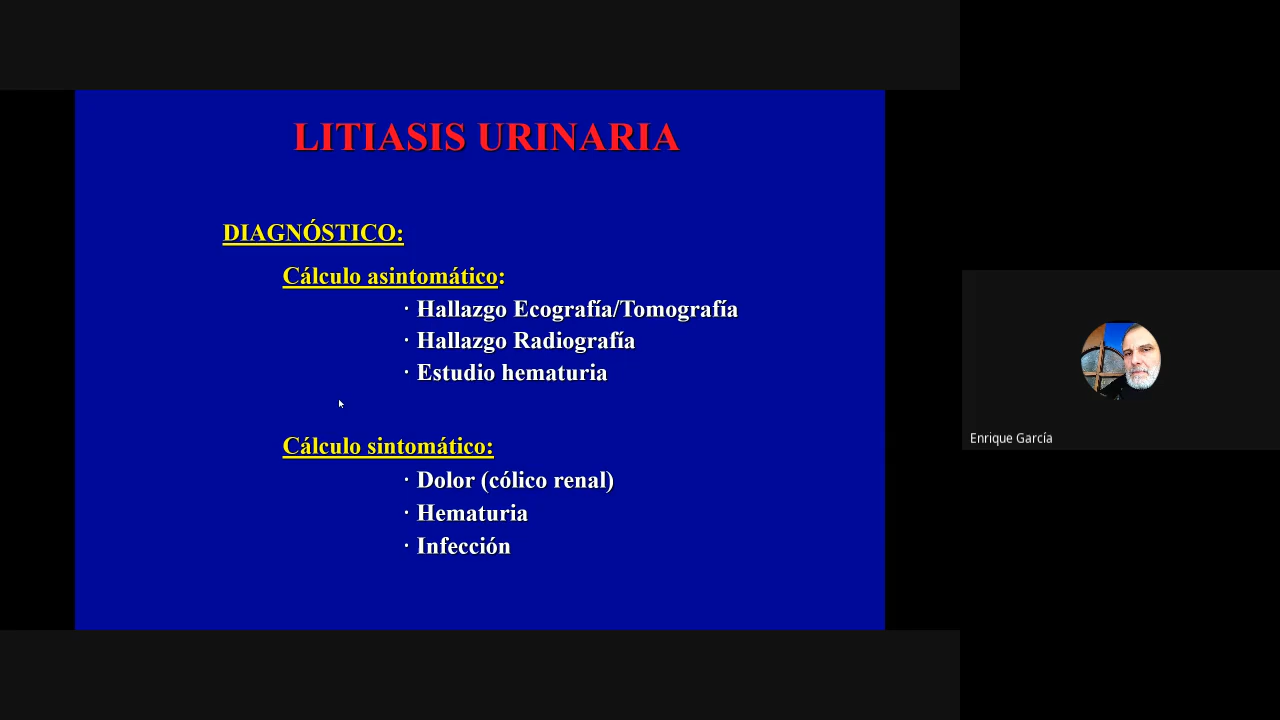 LITIASIS URINARIA
DIAGNÓSTICO:
Cálculo asintomático:
· Hallazgo Ecografía/Tomografía
· Hallazgo Radiografía
· Estudio hematuria
Cálculo sintomático:
· Dolor (cólico renal)
· Hematuria
· Infección
Enrique García